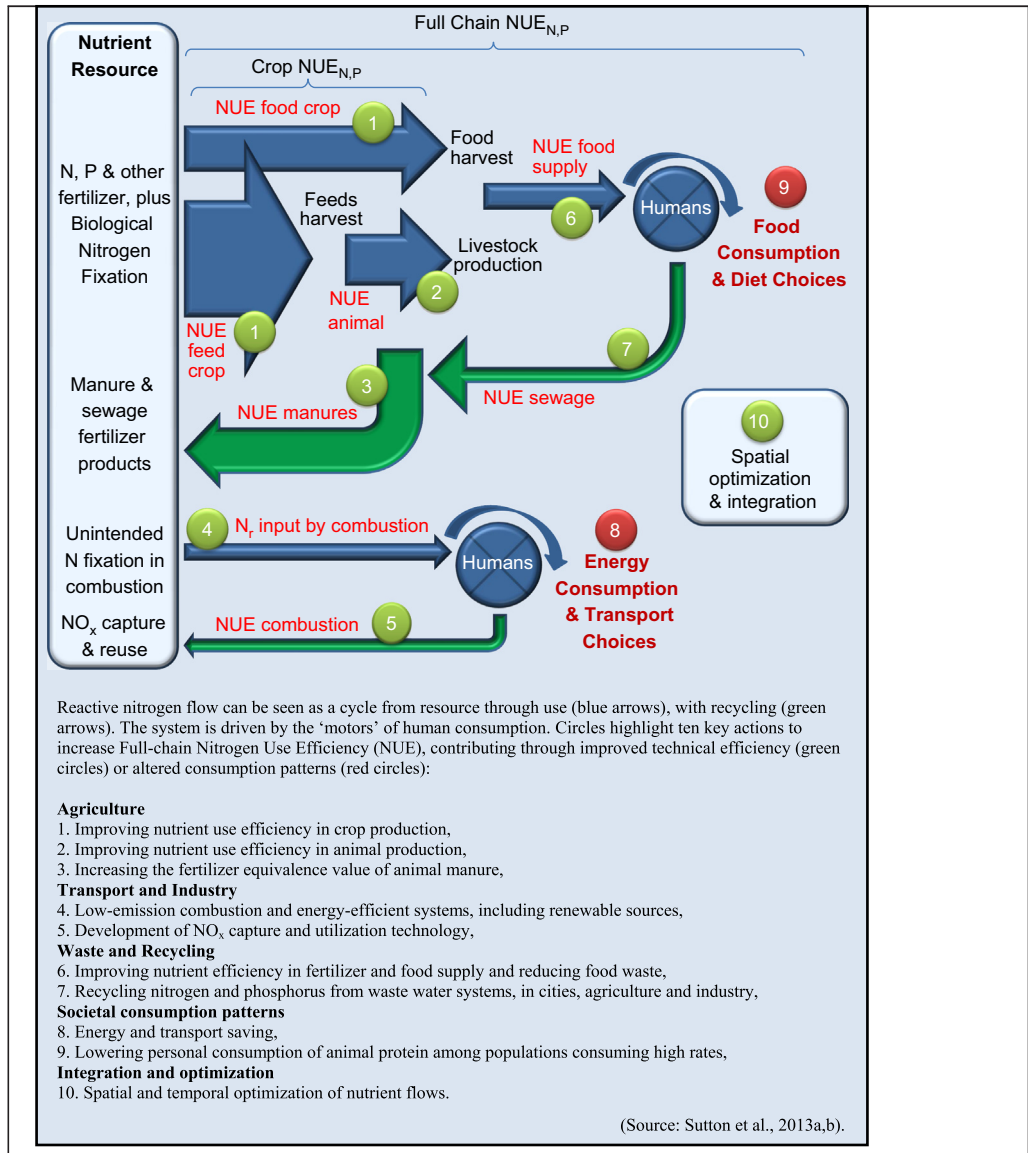 Full Chain NUEN,P
Nutrient
Resource
Crop NUEN,P
NUE food crop
1
Food
harvest
NUE food
supply
N, P & other
fertilizer, plus
Biological
Nitrogen
Fixation
Feeds
harvest
6
Humans
9
Food
Consumption
& Diet Choices
Livestock
production
2
NUE
animal
1
NUE
feed
crop
7
Manure &
sewage
fertilizer
products
3
NUE manures
NUE sewage
10
Spatial
optimization
& integration
Unintended
N fixation in
combustion
4
Nr input by combustion
Humans
8
Energy
Consumption
& Transport
Choices
NOx capture
& reuse
NUE combustion
5
Reactive nitrogen flow can be seen as a cycle from resource through use (blue arrows), with recycling (green
arrows). The system is driven by the ‘motors’ of human consumption. Circles highlight ten key actions to
increase Full-chain Nitrogen Use Efficiency (NUE), contributing through improved technical efficiency (green
circles) or altered consumption patterns (red circles):
Agriculture
1. Improving nutrient use efficiency in crop production,
2. Improving nutrient use efficiency in animal production,
3. Increasing the fertilizer equivalence value of animal manure,
Transport and Industry
4. Low-emission combustion and energy-efficient systems, including renewable sources,
5. Development of NOx capture and utilization technology,
Waste and Recycling
6. Improving nutrient efficiency in fertilizer and food supply and reducing food waste,
7. Recycling nitrogen and phosphorus from waste water systems, in cities, agriculture and industry,
Societal consumption patterns
8. Energy and transport saving,
9. Lowering personal consumption of animal protein among populations consuming high rates,
Integration and optimization
10. Spatial and temporal optimization of nutrient flows.
(Source: Sutton et al., 2013a,b).